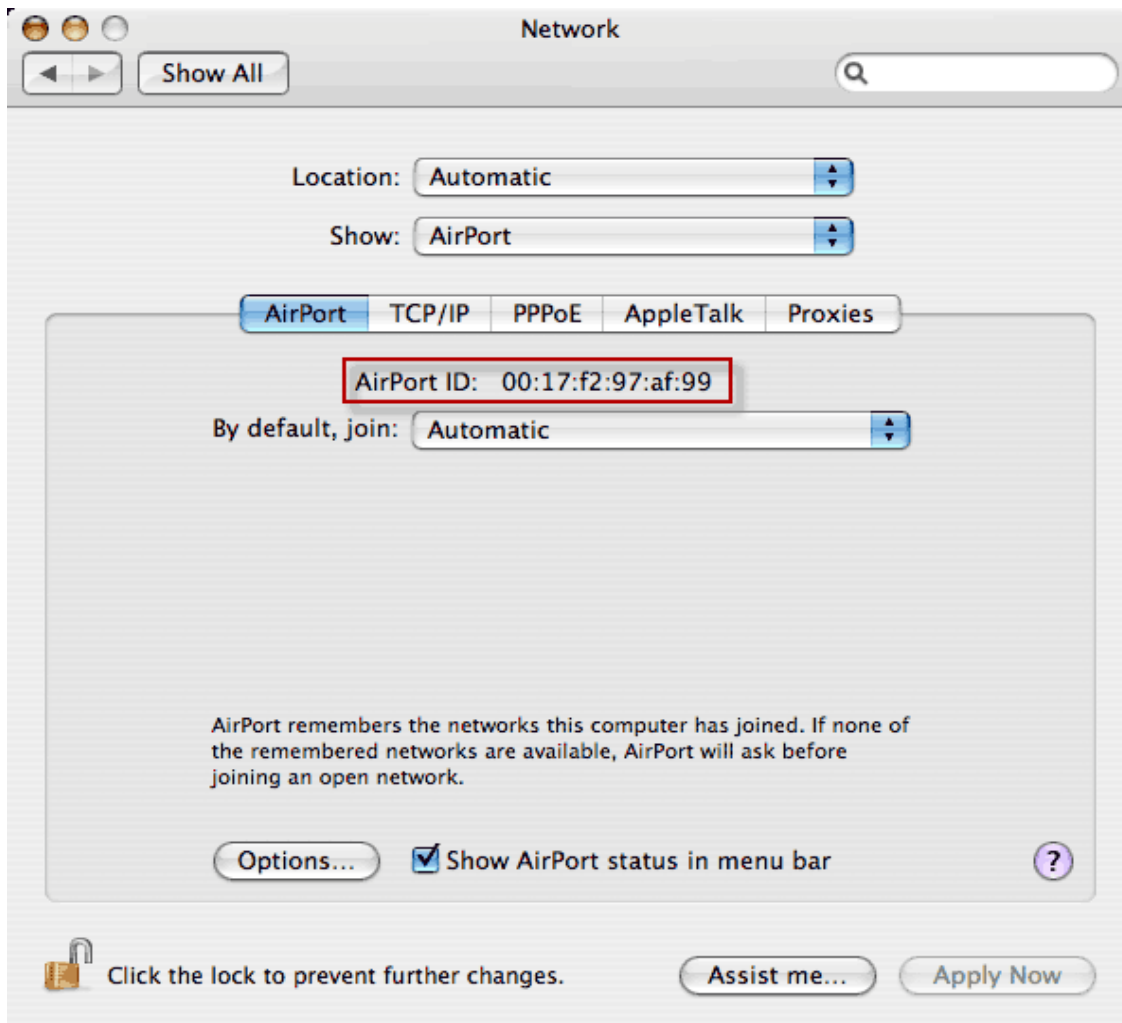 Network
Show All
Location: Automatic
Show: AirPort
AirPort TCP/IP PPPoE AppleTalk Proxies
AirPort ID: 00:17:f2:97:af:99
By default, join: Automatic
AirPort remembers the networks this computer has joined. If none of
the remembered networks are available, AirPort will ask before
joining an open network.
Options... Show AirPort status in menu bar ?
Click the lock to prevent further changes. Assist me... Apply Now